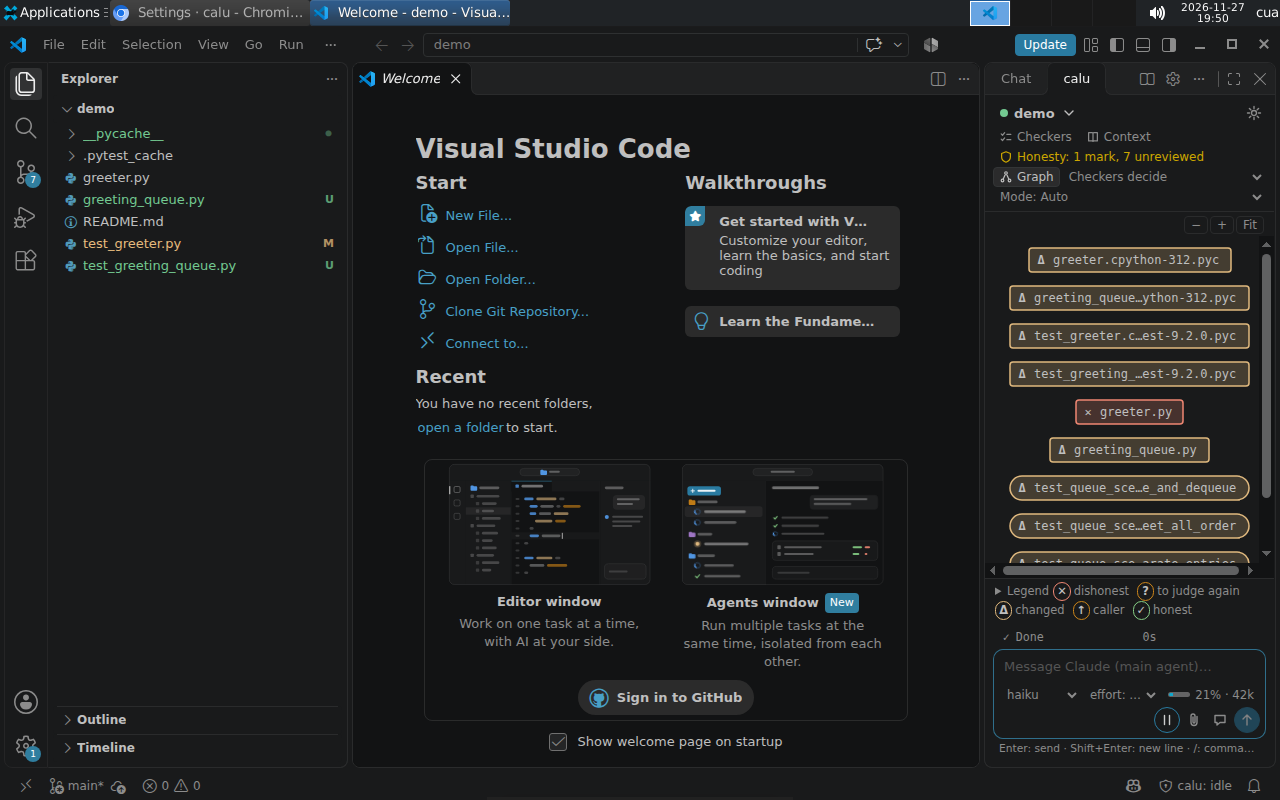 Applications
Settings · calu - Chromi...
Welcome - demo - Visua...
2026-11-27
19:50
cua
File Edit Selection View Go Run ···
demo
Update
Explorer
demo
__pycache__
.pytest_cache
greeter.py
greeting_queue.py U
README.md
test_greeter.py M
test_greeting_queue.py U
7
Outline
Timeline
1
Welcome
Visual Studio Code
Start
New File...
Open File...
Open Folder...
Clone Git Repository...
Connect to...
Walkthroughs
Get started with V...
Customize your editor,
learn the basics, and start
coding
Learn the Fundame...
Recent
You have no recent folders,
open a folder to start.
Editor window
Work on one task at a time,
with AI at your side.
Agents window New
Run multiple tasks at the
same time, isolated from each
other.
Sign in to GitHub
Show welcome page on startup
Chat calu
demo
Checkers Context
Honesty: 1 mark, 7 unreviewed
Graph Checkers decide
Mode: Auto
− + Fit
Δ greeter.cpython-312.pyc
Δ greeting_queue…ython-312.pyc
Δ test_greeter.c…est-9.2.0.pyc
Δ test_greeting_…est-9.2.0.pyc
× greeter.py
Δ greeting_queue.py
Δ test_queue_sce…e_and_dequeue
Δ test_queue_sce…eet_all_order
Legend × dishonest ? to judge again
Δ changed ↑ caller ✓ honest
✓ Done 0s
Message Claude (main agent)...
haiku effort: ... 21% · 42k
Enter: send · Shift+Enter: new line · /: comma...
main* 0 0
calu: idle